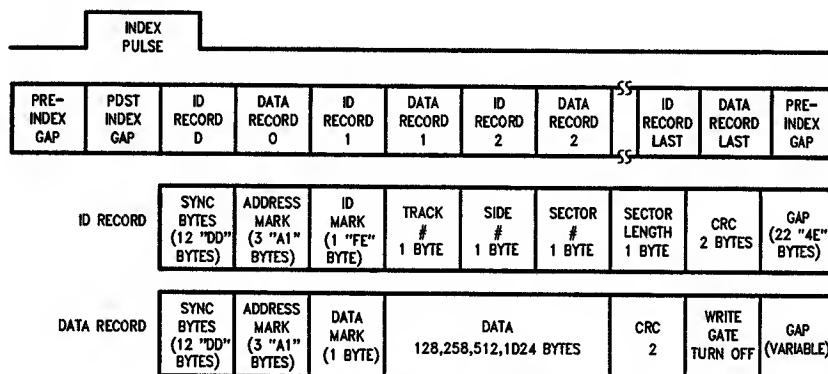 INDEX
PULSE
PRE-
INDEX
GAP
PDST
INDEX
GAP
ID
RECORD
D
DATA
RECORD
0
ID
RECORD
1
DATA
RECORD
1
ID
RECORD
2
DATA
RECORD
2
ID
RECORD
LAST
DATA
RECORD
LAST
PRE-
INDEX
GAP
ID RECORD
SYNC
BYTES
(12 "DD"
BYTES)
ADDRESS
MARK
(3 "A1"
BYTES)
ID
MARK
(1 "FE"
BYTE)
TRACK
#
1 BYTE
SIDE
#
1 BYTE
SECTOR
#
1 BYTE
SECTOR
LENGTH
1 BYTE
CRC
2 BYTES
GAP
(22 "4E"
BYTES)
DATA RECORD
SYNC
BYTES
(12 "DD"
BYTES)
ADDRESS
MARK
(3 "A1"
BYTES)
DATA
MARK
(1 BYTE)
DATA
128,258,512,1D24 BYTES
CRC
2
WRITE
GATE
TURN OFF
GAP
(VARIABLE)